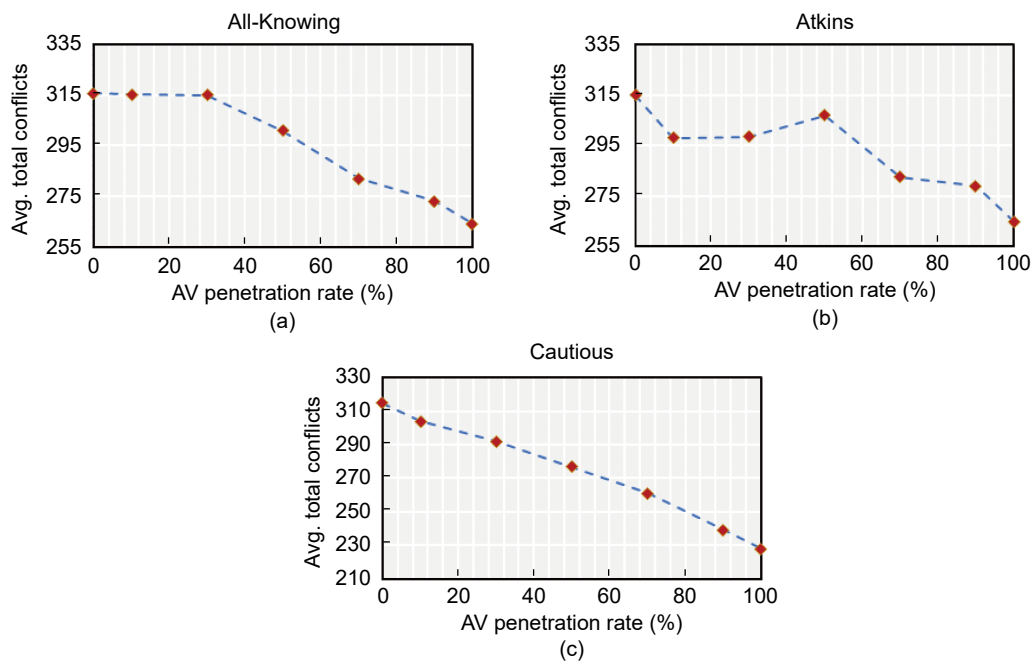 All-Knowing
335
315
295
275
255
Avg. total conflicts
0 20 40 60 80 100
AV penetration rate (%)
(a)
Atkins
335
315
295
275
255
Avg. total conflicts
0 20 40 60 80 100
AV penetration rate (%)
(b)
Cautious
330
310
290
270
250
230
210
Avg. total conflicts
0 20 40 60 80 100
AV penetration rate (%)
(c)